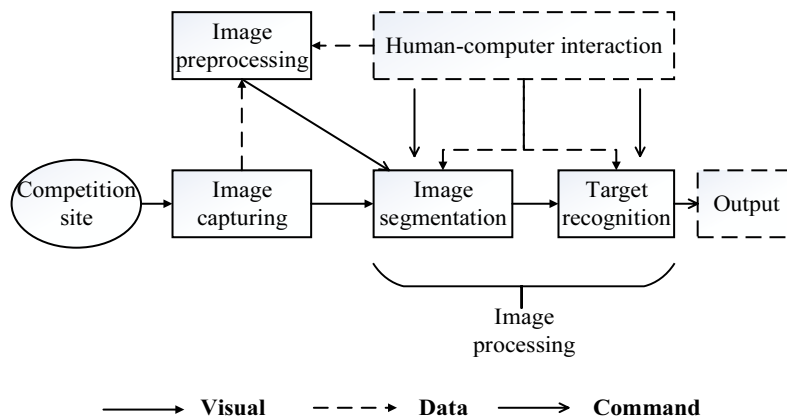 Image
preprocessing
Human-computer interaction
Competition
site
Image
capturing
Image
segmentation
Target
recognition
Output
Image
processing
Visual
Data
Command